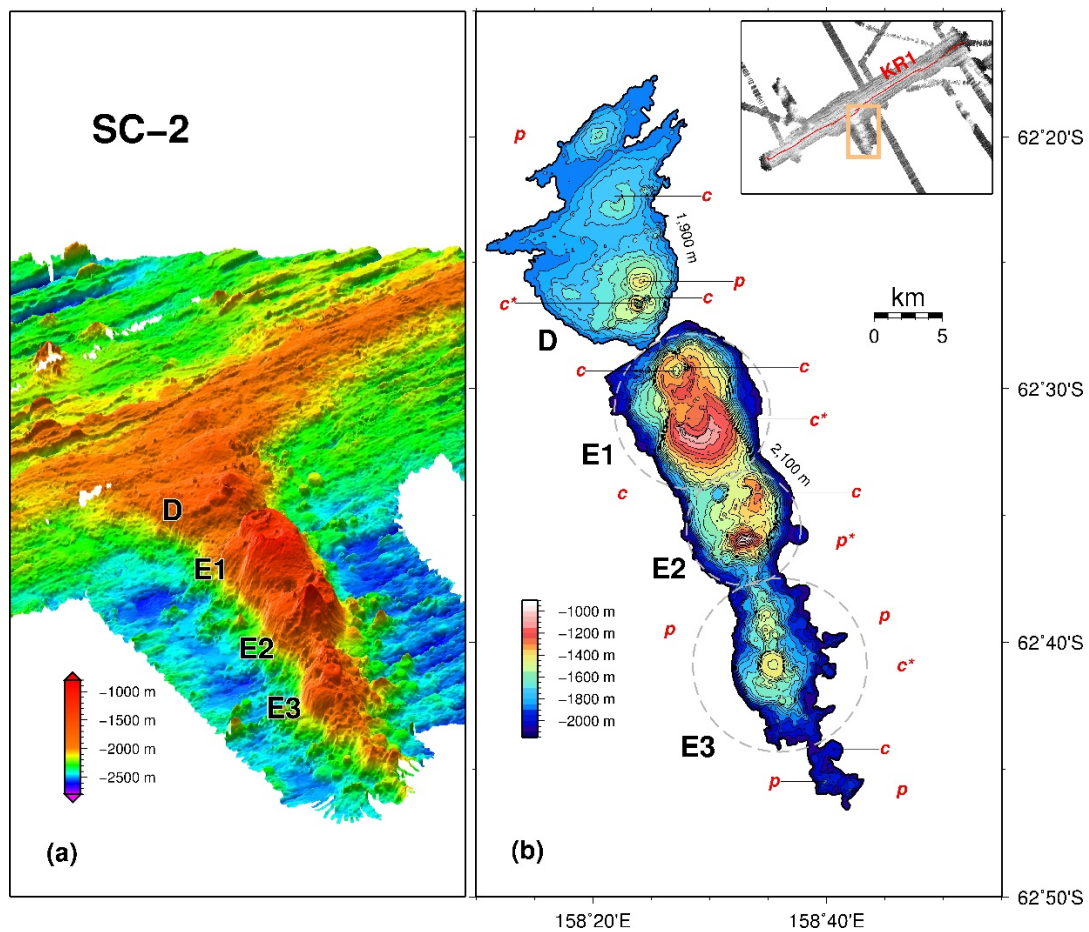 SC−2
D
E1
E2
E3
−1000 m
−1500 m
−2000 m
−2500 m
(a)
KR1
p
c
1,900 m
p
c*
c
D
km
0 5
c
c
c*
E1
2,100 m
c
c
p*
E2
p
p
c*
E3
c
p
p
−1000 m
−1200 m
−1400 m
−1600 m
−1800 m
−2000 m
(b)
62˚20'S
62˚30'S
62˚40'S
62˚50'S
158˚20'E
158˚40'E